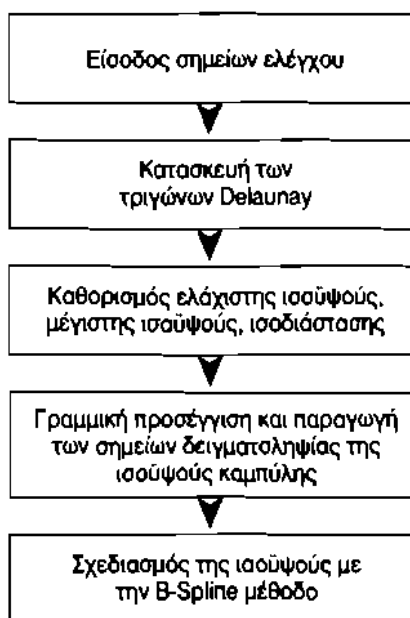 Είσοδος σημείων ελέγχου
Κατασκευή των
τριγώνων Delaunay
Καθορισμός ελάχιστης ισοϋψούς,
μέγιστης ισοϋψούς, ισοδιάστασης
Γραμμική προσέγγιση και παραγωγή
των σημείων δειγματοληψίας της
ισοϋψούς καμπύλης
Σχεδιασμός της ισοϋψούς με
την B-Spline μέθοδο